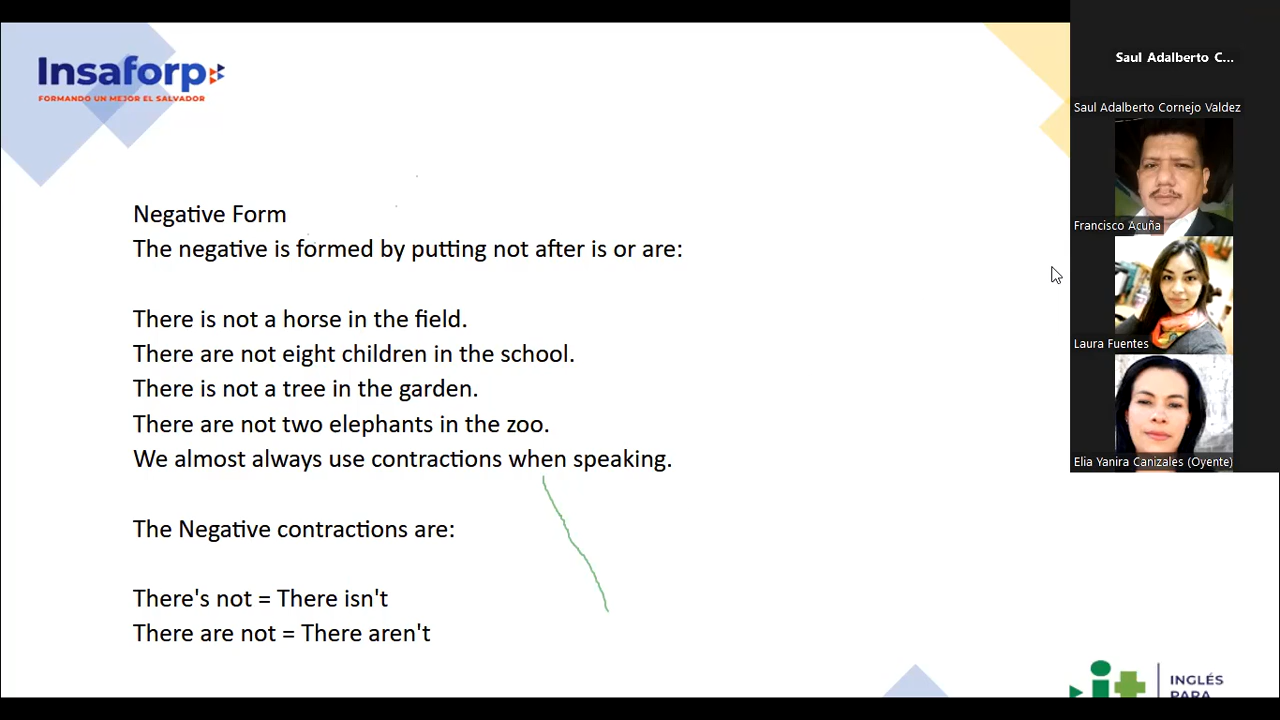 Insaforp
FORMANDO UN MEJOR EL SALVADOR
Negative Form
The negative is formed by putting not after is or are:
There is not a horse in the field.
There are not eight children in the school.
There is not a tree in the garden.
There are not two elephants in the zoo.
We almost always use contractions when speaking.
The Negative contractions are:
There's not = There isn't
There are not = There aren't
Saul Adalberto C...
Saul Adalberto Cornejo Valdez
Francisco Acuña
Laura Fuentes
Elia Yanira Canizales (Oyente)
it
INGLÉS
PARA